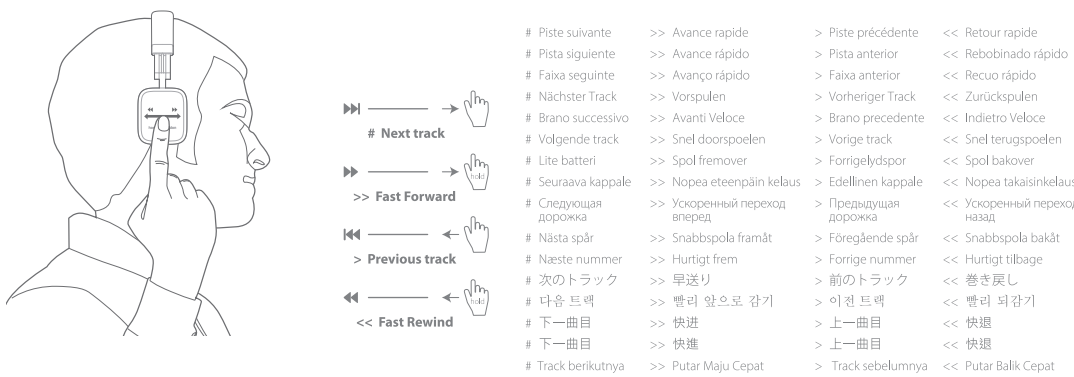 # Next track
hold
>> Fast Forward
> Previous track
hold
<< Fast Rewind
# Piste suivante >> Avance rapide > Piste précédente << Retour rapide
# Pista siguiente >> Avance rápido > Pista anterior << Rebobinado rápido
# Faixa seguinte >> Avanço rápido > Faixa anterior << Recuo rápido
# Nächster Track >> Vorspulen > Vorheriger Track << Zurückspulen
# Brano successivo >> Avanti Veloce > Brano precedente << Indietro Veloce
# Volgende track >> Snel doorspoelen > Vorige track << Snel terugspoelen
# Lite batteri >> Spol fremover > Forrigelydspor << Spol bakover
# Seuraava kappale >> Nopea eteenpäin kelaus > Edellinen kappale << Nopea takaisinkelaus
# Следующая >> Ускоренный переход > Предыдущая << Ускоренный переход
дорожка вперед дорожка назад
# Nästa spår >> Snabbspola framåt > Föregående spår << Snabbspola bakåt
# Næste nummer >> Hurtigt frem > Forrige nummer << Hurtigt tilbage
# 次のトラック >> 早送り > 前のトラック << 巻き戻し
# 다음 트랙 >> 빨리 앞으로 감기 > 이전 트랙 << 빨리 되감기
# 下一曲目 >> 快进 > 上一曲目 << 快退
# 下一曲目 >> 快進 > 上一曲目 << 快退
# Track berikutnya >> Putar Maju Cepat > Track sebelumnya << Putar Balik Cepat